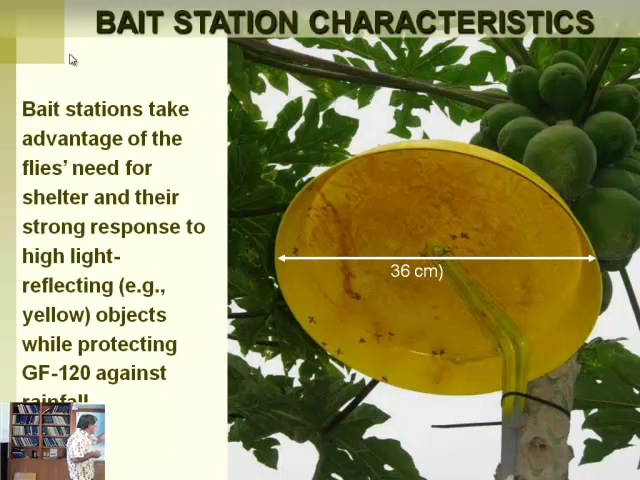 BAIT STATION CHARACTERISTICS
Bait stations take
advantage of the
flies’ need for
shelter and their
strong response to
high light-
reflecting (e.g.,
yellow) objects
while protecting
GF-120 against
rainfall
36 cm)